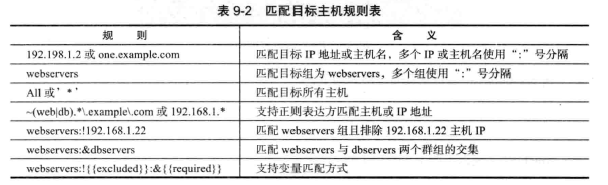 表 9-2 匹配目标主机规则表
规 则 含 义
192.198.1.2 或 one.example.com 匹配目标 IP 地址或主机名，多个 IP 或主机名使用“:”号分隔
webservers 匹配目标组为 webservers，多个组使用“:”号分隔
All 或’*’ 匹配目标所有主机
~(web|db).*\.example\.com 或 192.168.1.* 支持正则表达方匹配主机或 IP 地址
webservers:!192.168.1.22 匹配 webservers 组且排除 192.168.1.22 主机 IP
webservers:&dbservers 匹配 webservers 与 dbservers 两个群组的交集
webservers:!{{excluded}}:&{{required}} 支持变量匹配方式